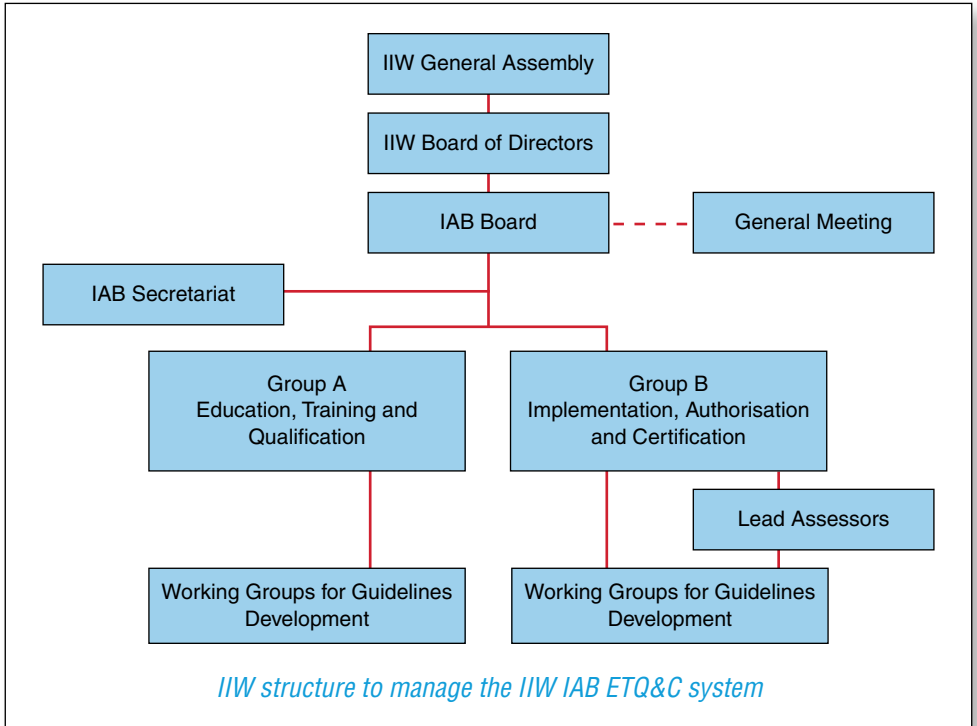 IIW General Assembly
IIW Board of Directors
IAB Board
General Meeting
IAB Secretariat
Group A
Education, Training and
Qualification
Group B
Implementation, Authorisation
and Certification
Lead Assessors
Working Groups for Guidelines
Development
Working Groups for Guidelines
Development
IIW structure to manage the IIW IAB ETQ&C system